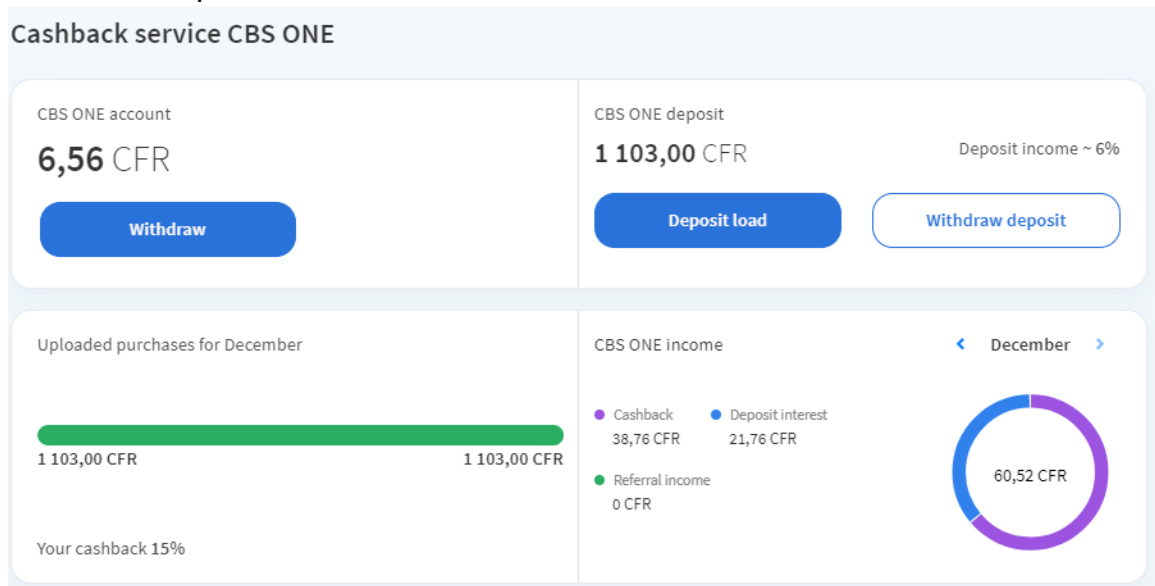 Cashback service CBS ONE
CBS ONE account
6,56 CFR
Withdraw
CBS ONE deposit
1 103,00 CFR
Deposit income ~ 6%
Deposit load
Withdraw deposit
Uploaded purchases for December
1 103,00 CFR
1 103,00 CFR
Your cashback 15%
CBS ONE income
December
Cashback
38,76 CFR
Deposit interest
21,76 CFR
Referral income
0 CFR
60,52 CFR